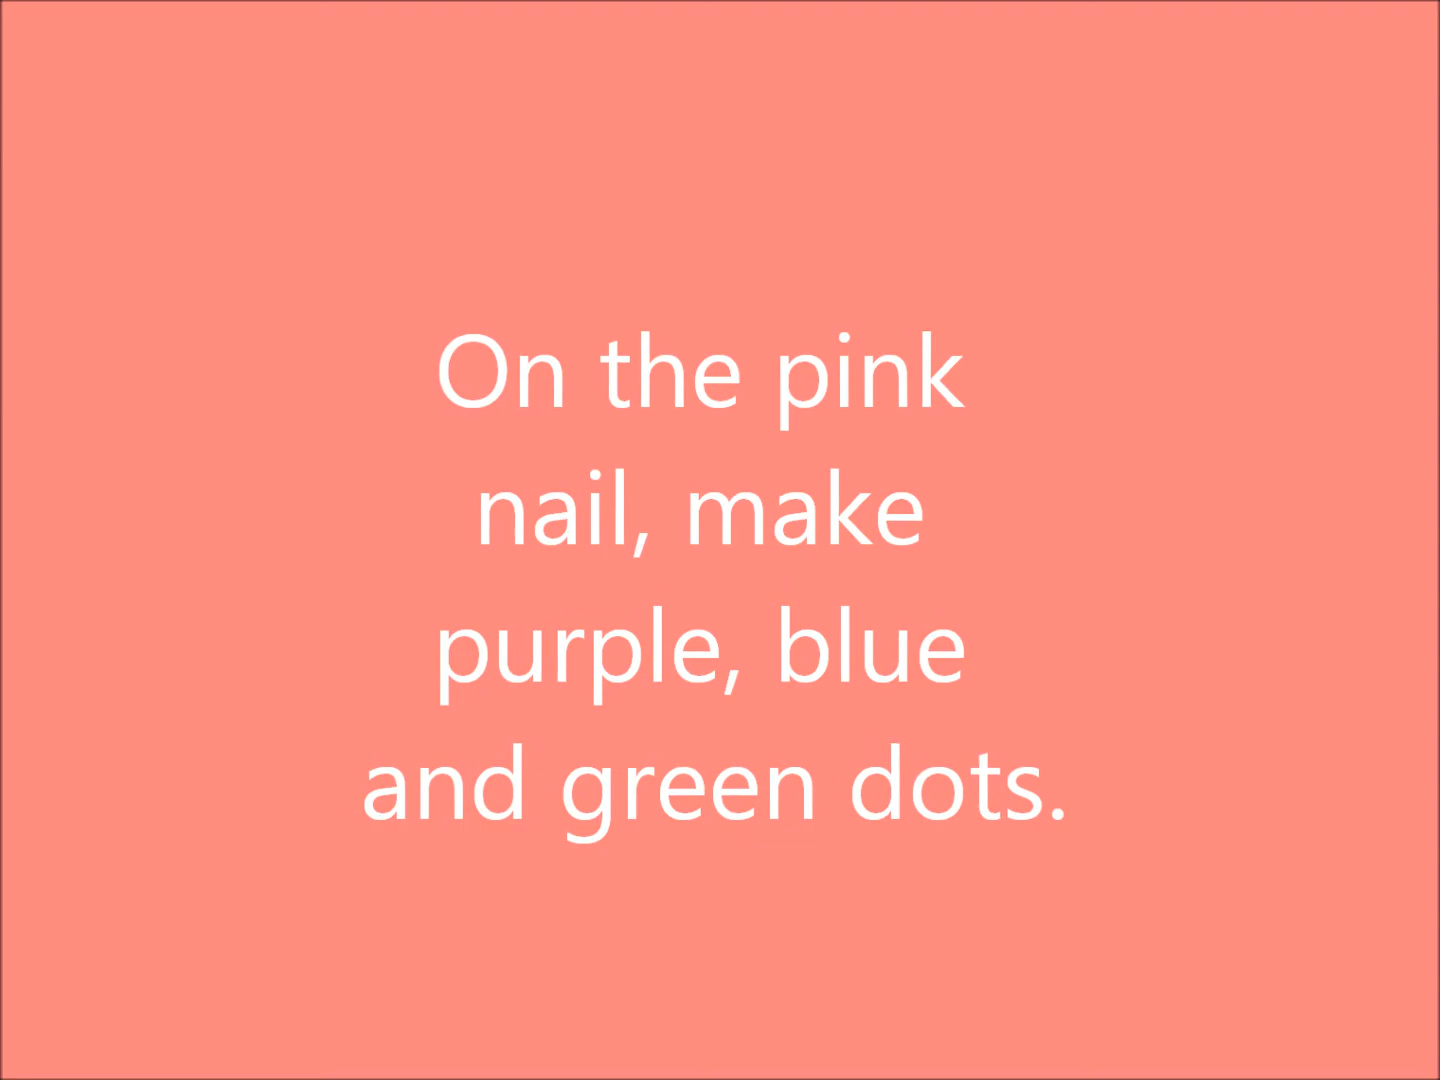 On the pink
nail, make
purple, blue
and green dots.